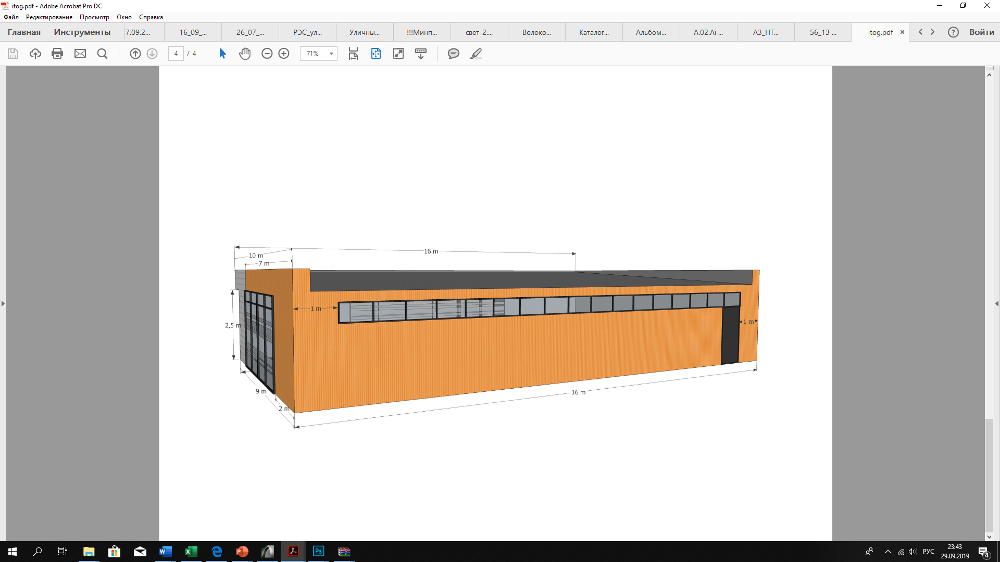 itog.pdf - Adobe Acrobat Pro DC
Файл Редактирование Просмотр Окно Справка
Главная Инструменты 7.09.2... 16_09_... 26_07_... РЭС_ул... Уличны... !!!Минп... свет-2.... Волоко... Каталог... Альбом... A.02.Ai ... A3_HT... 56_13 ... itog.pdf × ? Войти
4 / 4 71%
16 m
10 m
7 m
1 m
1 m
2,5 m
9 m
16 m
2 m
W X e P Ps РУС 23:43
29.09.2019 4